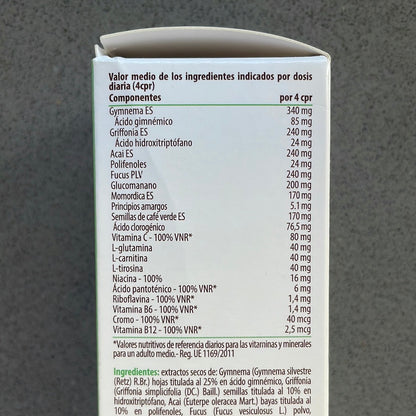 Valor medio de los ingredientes indicados por dosis
diaria (4cpr)
Componentes por 4 cpr
Gymnema ES 340 mg
Ácido gimnémico 85 mg
Griffonia ES 240 mg
Ácido hidroxitriptófano 24 mg
Acai ES 240 mg
Polifenoles 24 mg
Fucus PLV 240 mg
Glucomanano 200 mg
Momordica ES 170 mg
Principios amargos 5.1 mg
Semillas de café verde ES 170 mg
Ácido clorogénico 76,5 mg
Vitamina C - 100% VNR* 80 mg
L-glutamina 40 mg
L-carnitina 40 mg
L-tirosina 40 mg
Niacina - 100% 16 mg
Ácido pantoténico - 100% VNR* 6 mg
Riboflavina - 100% VNR* 1,4 mg
Vitamina B6 - 100% VNR* 1,4 mg
Cromo - 100% VNR* 40 mcg
Vitamina B12 - 100% VNR* 2,5 mcg
*Valores nutritivos de referencia diarios para las vitaminas y minerales
para un adulto medio.- Reg. UE 1169/2011
Ingredientes: extractos secos de: Gymnema (Gymnema silvestre
(Retz) R.Br.) hojas titulada al 25% en ácido gimnémico, Griffonia
(Griffonia simplicifolia (DC.) Baill.) semillas titulada al 10% en
hidroxitriptófano, Acai (Euterpe oleracea Mart.) bayas titulada al
10% en polifenoles, Fucus (Fucus vesiculosus L.) polvo,